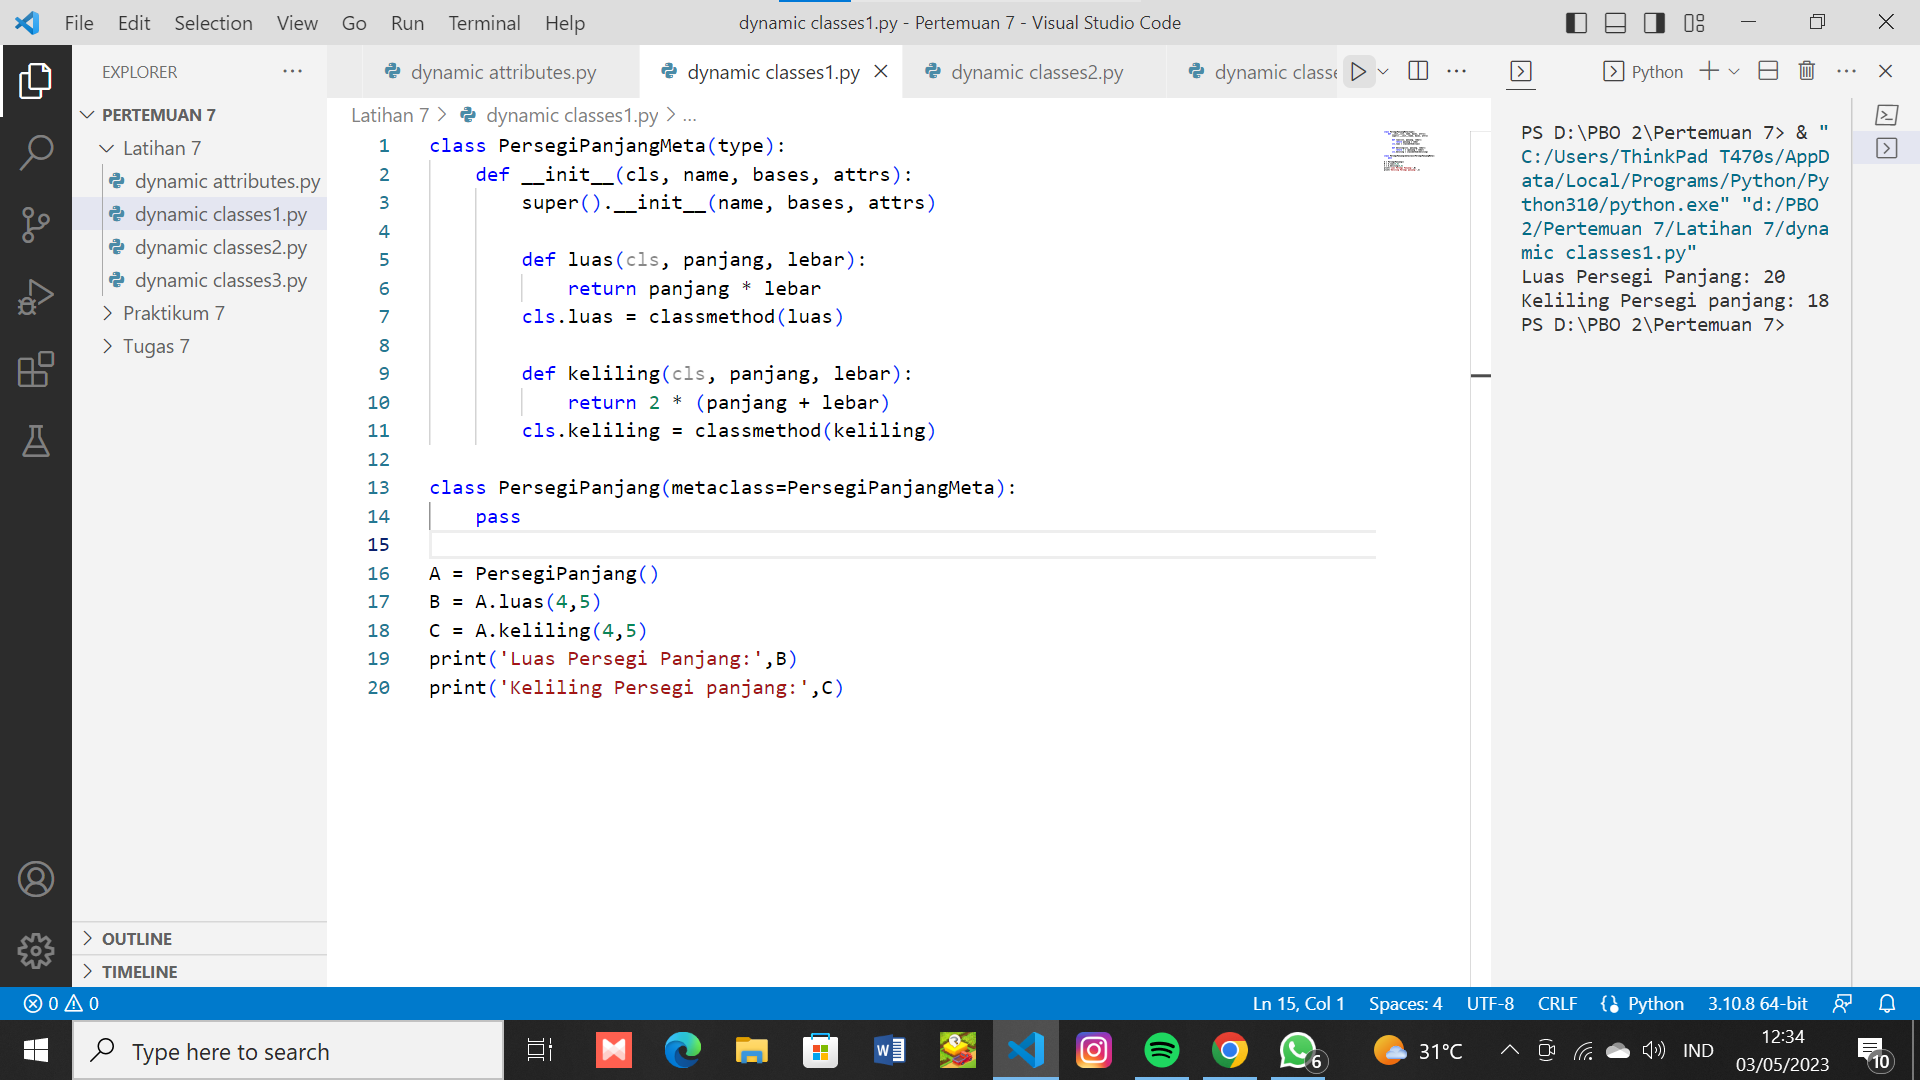 File Edit Selection View Go Run Terminal Help
dynamic classes1.py - Pertemuan 7 - Visual Studio Code
EXPLORER
PERTEMUAN 7
Latihan 7
dynamic attributes.py
dynamic classes1.py
dynamic classes2.py
dynamic classes3.py
Praktikum 7
Tugas 7
OUTLINE
TIMELINE
dynamic attributes.py
dynamic classes1.py
dynamic classes2.py
dynamic classe
Latihan 7 > dynamic classes1.py > ...
1 class PersegiPanjangMeta(type):
2 def __init__(cls, name, bases, attrs):
3 super().__init__(name, bases, attrs)
4
5 def luas(cls, panjang, lebar):
6 return panjang * lebar
7 cls.luas = classmethod(luas)
8
9 def keliling(cls, panjang, lebar):
10 return 2 * (panjang + lebar)
11 cls.keliling = classmethod(keliling)
12
13 class PersegiPanjang(metaclass=PersegiPanjangMeta):
14 pass
15
16 A = PersegiPanjang()
17 B = A.luas(4,5)
18 C = A.keliling(4,5)
19 print('Luas Persegi Panjang:',B)
20 print('Keliling Persegi panjang:',C)
Python
PS D:\PBO 2\Pertemuan 7> & "
C:/Users/ThinkPad T470s/AppD
ata/Local/Programs/Python/Py
thon310/python.exe" "d:/PBO
2/Pertemuan 7/Latihan 7/dyna
mic classes1.py"
Luas Persegi Panjang: 20
Keliling Persegi panjang: 18
PS D:\PBO 2\Pertemuan 7>
0 0
Ln 15, Col 1 Spaces: 4 UTF-8 CRLF Python 3.10.8 64-bit
Type here to search
6
31°C
IND
12:34
03/05/2023
10